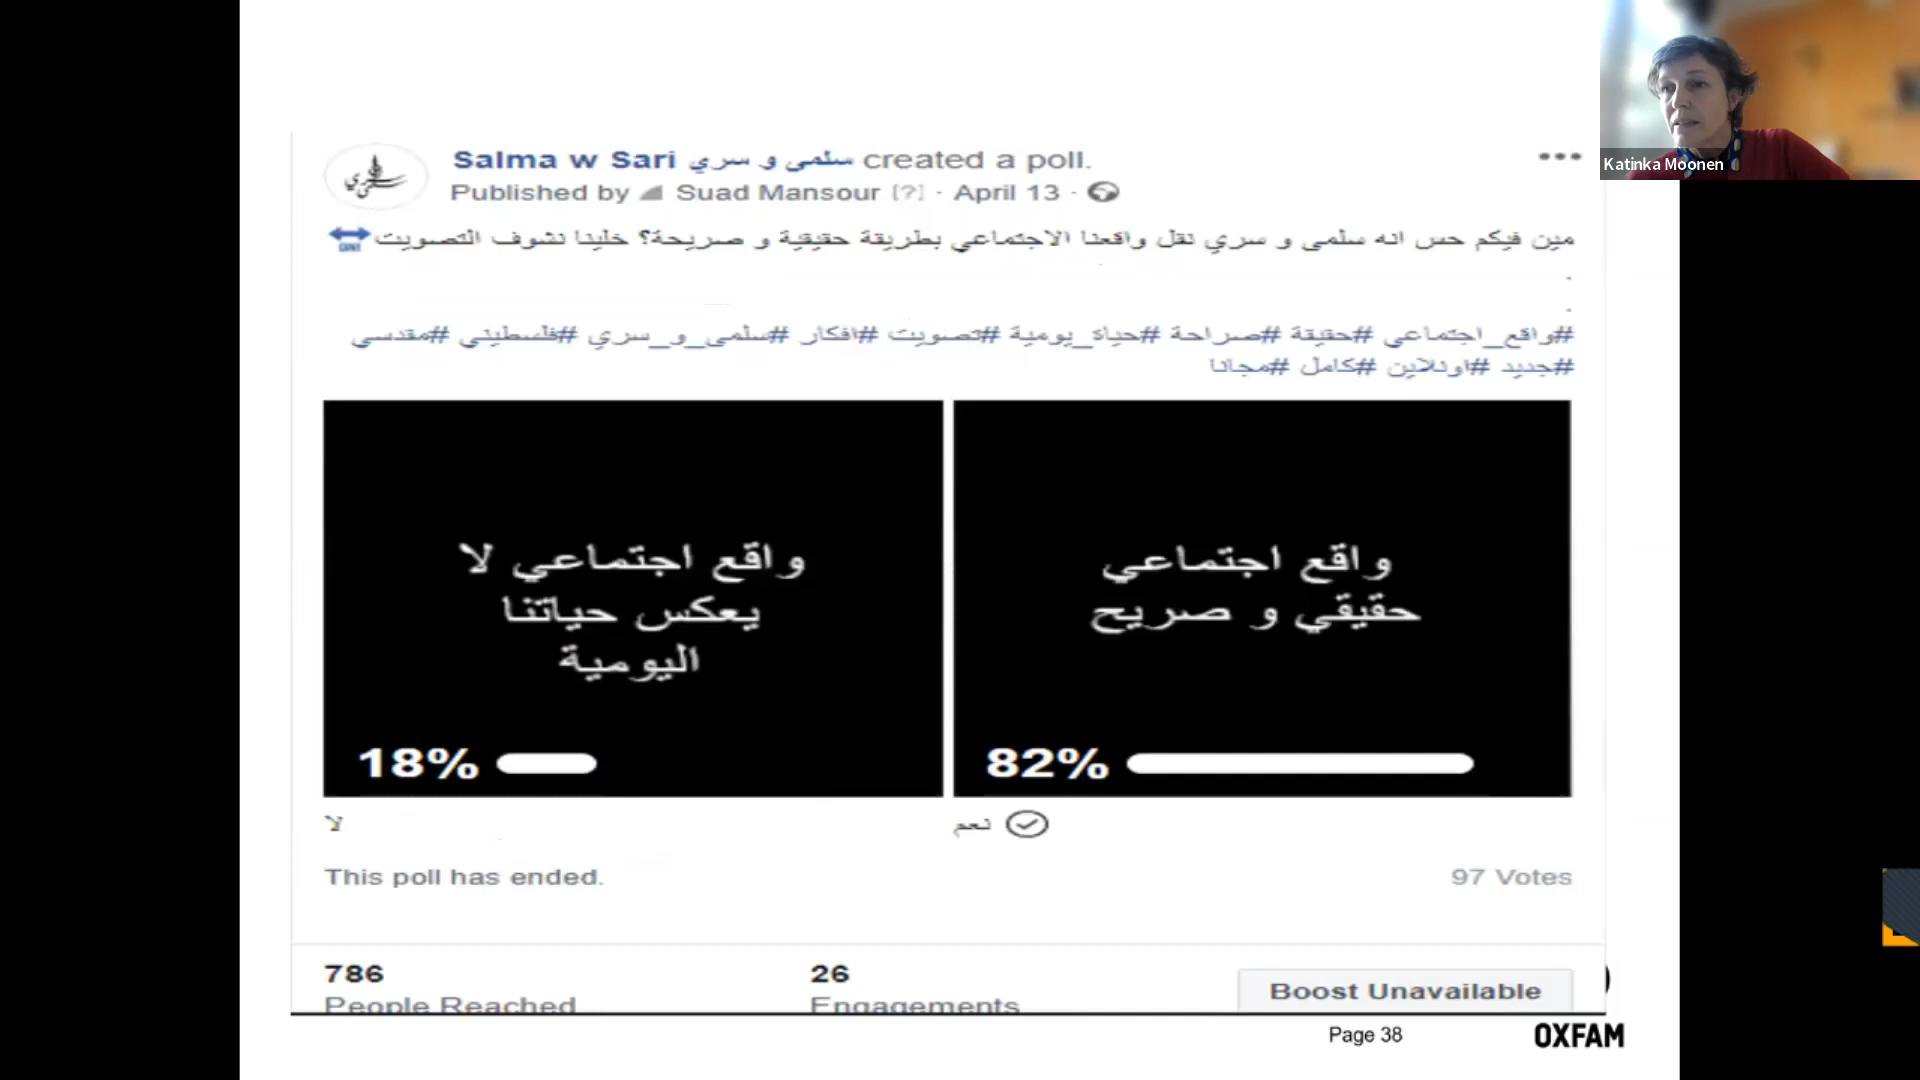 Salma w Sari سلمى و سري created a poll.
Published by Suad Mansour [?] · April 13 ·
مين فيكم حس انه سلمى و سري نقل واقعنا الاجتماعي بطريقة حقيقية و صريحة؟ خلينا نشوف التصويت
.
.
#واقع_اجتماعي #حقيقة #صراحة #حياة_يومية #تصويت #افكار #سلمى_و_سري #فلسطيني #مقدسي
#جديد #اونلاين #كامل #مجانا
واقع اجتماعي
حقيقي و صريح
82%
نعم
واقع اجتماعي لا
يعكس حياتنا
اليومية
18%
لا
This poll has ended.
97 Votes
786
People Reached
26
Engagements
Boost Unavailable
Page 38
OXFAM
Katinka Moonen